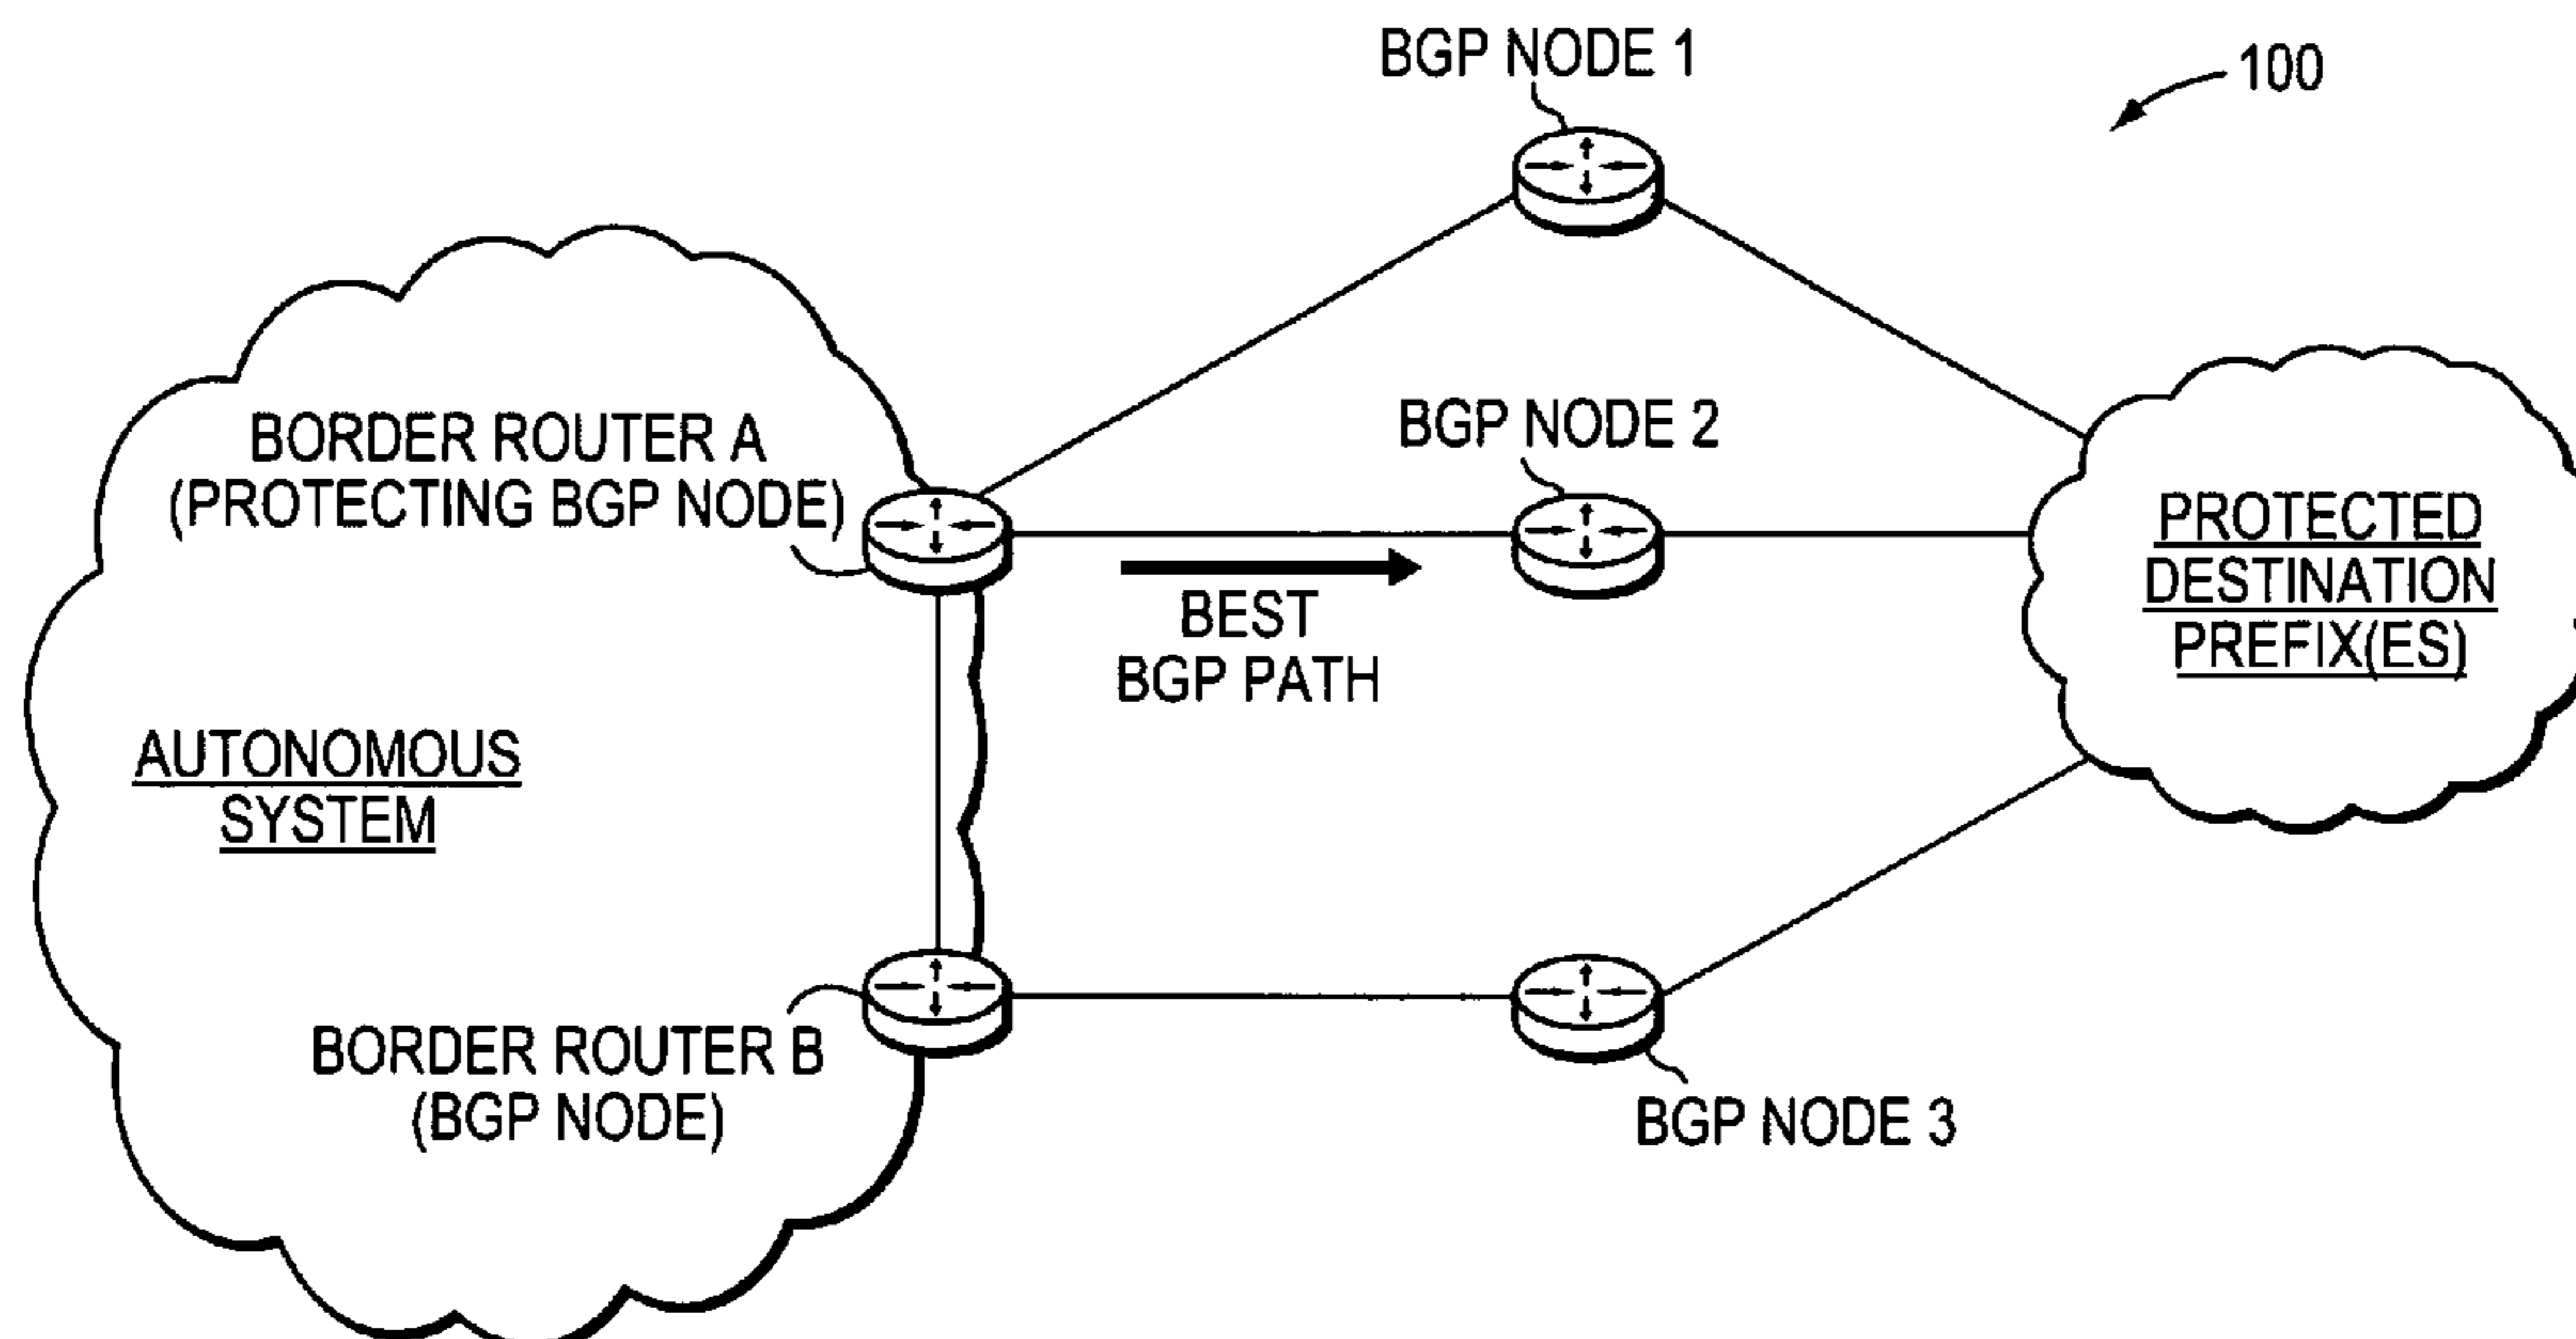 BGP NODE 1
100
BORDER ROUTER A
(PROTECTING BGP NODE)
BGP NODE 2
BEST
BGP PATH
PROTECTED
DESTINATION
PREFIX(ES)
AUTONOMOUS
SYSTEM
BORDER ROUTER B
(BGP NODE)
BGP NODE 3